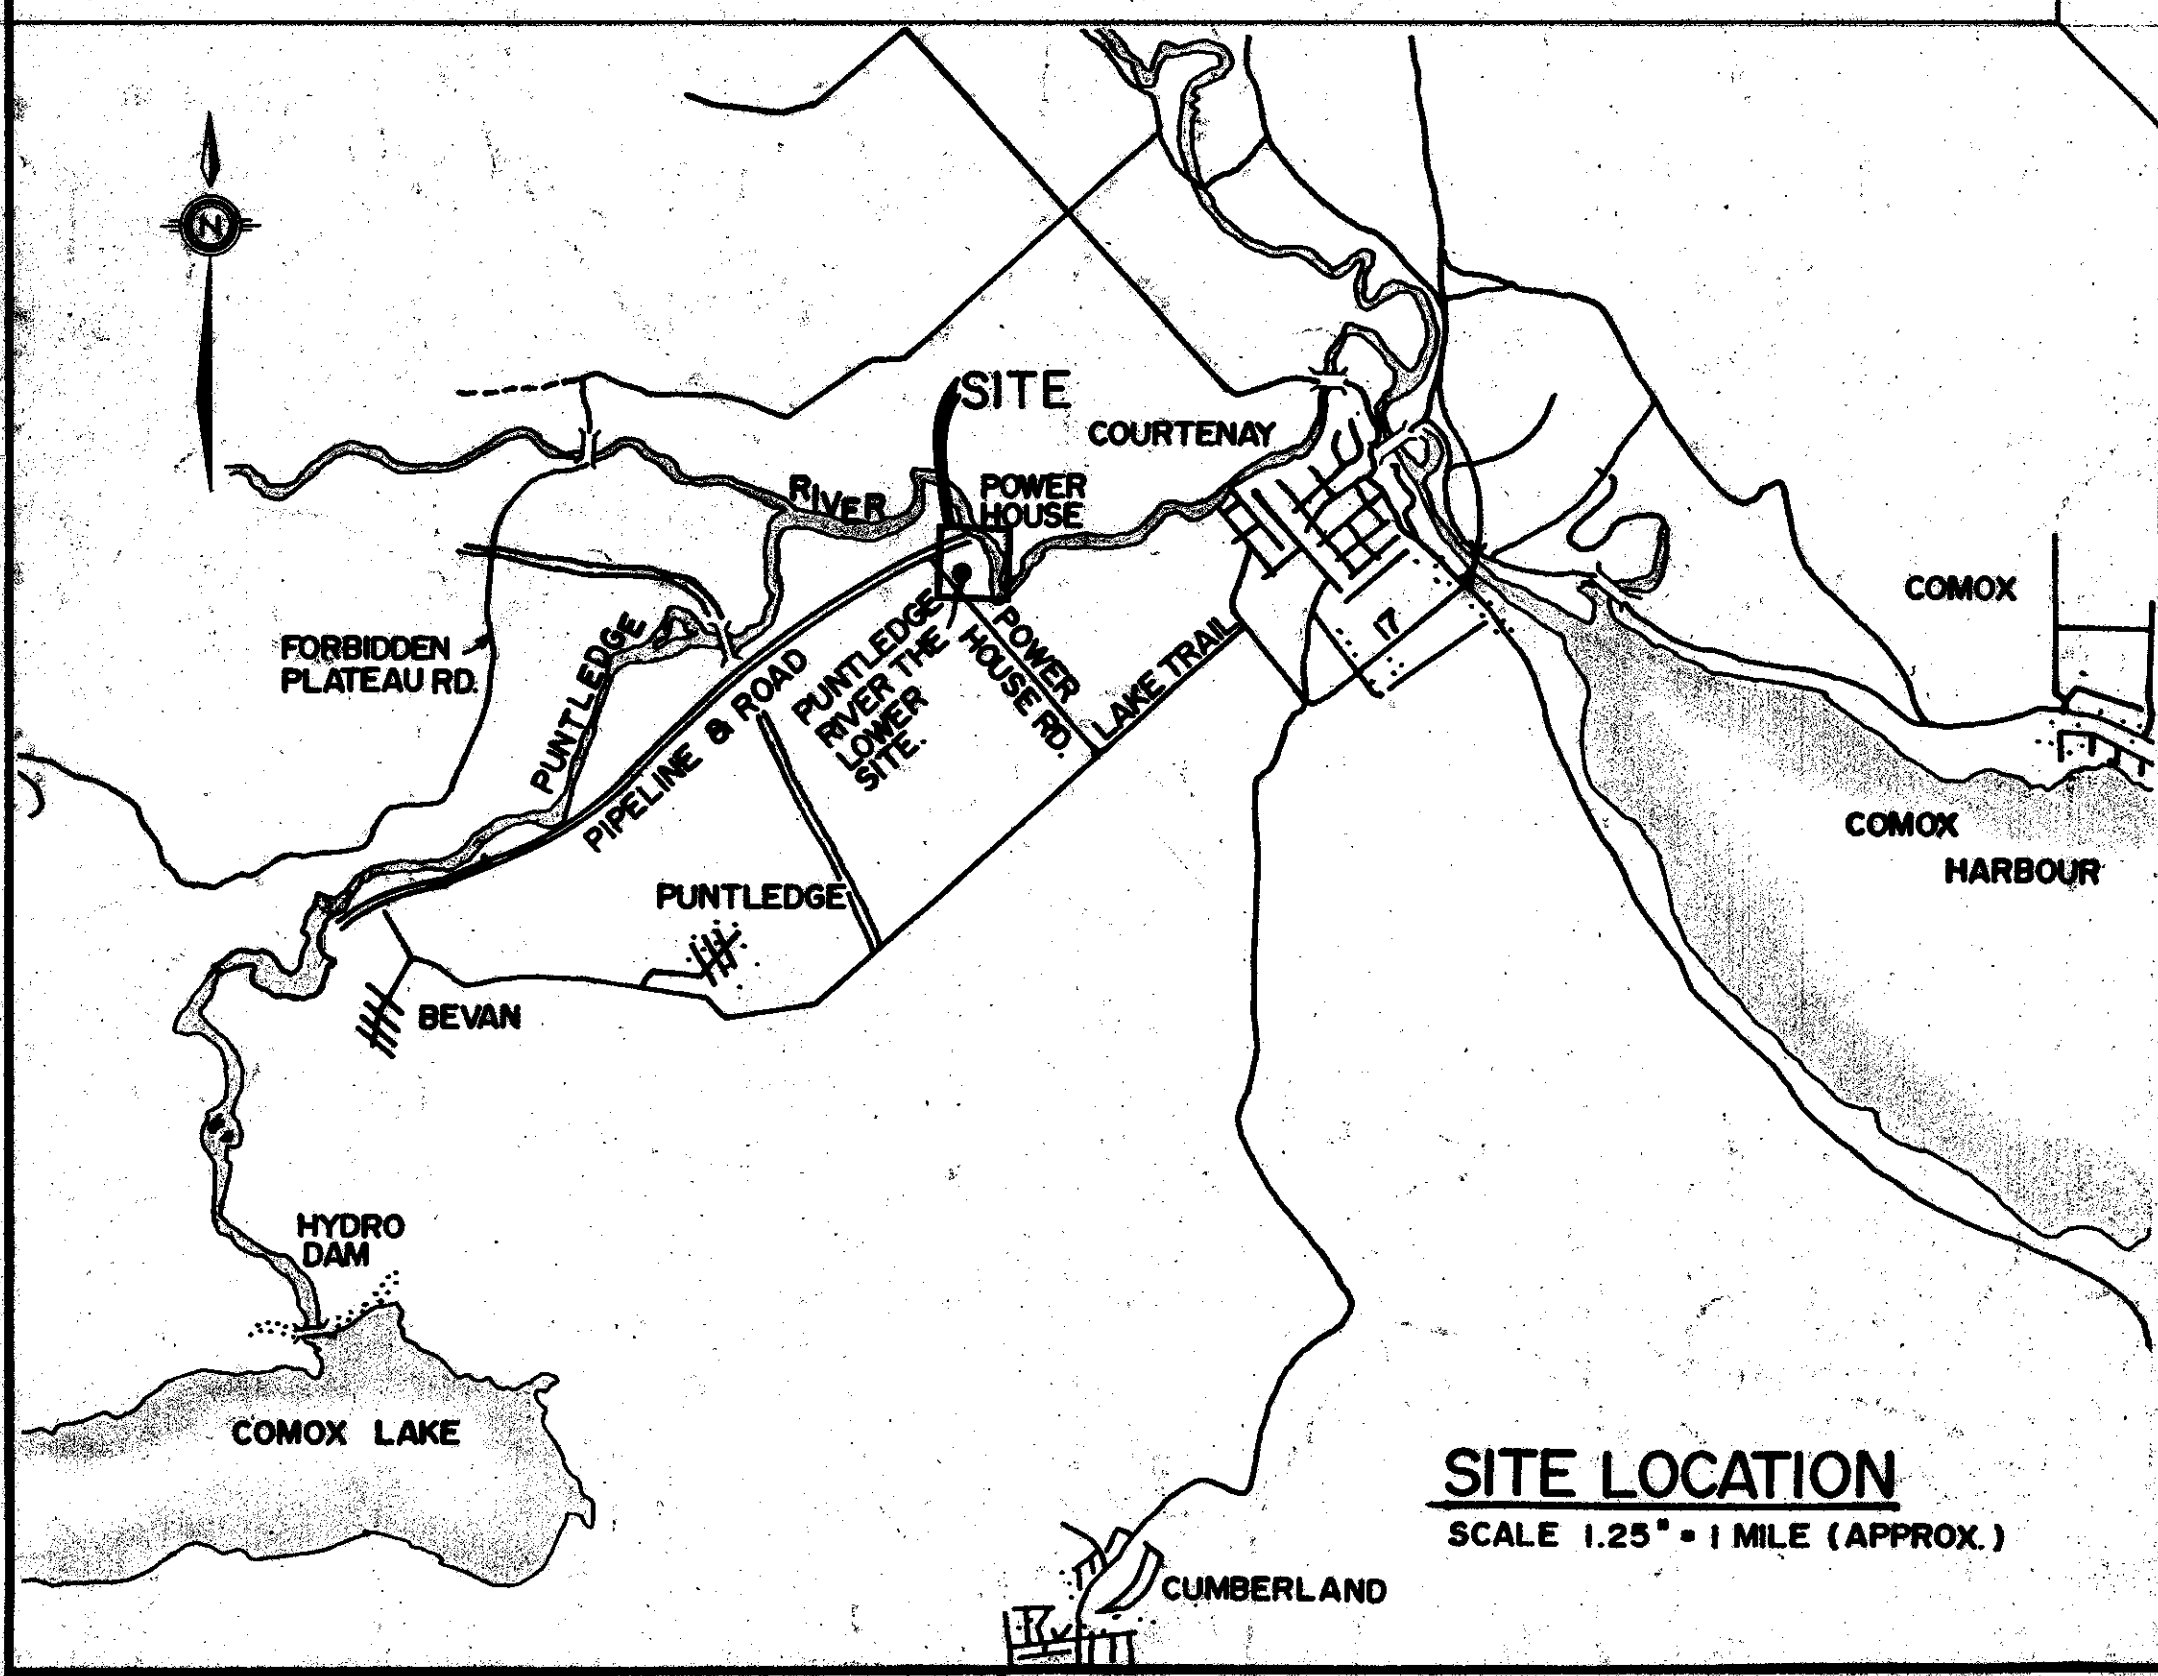 N
SITE
COURTENAY
POWER
HOUSE
RIVER
COMOX
FORBIDDEN
PLATEAU RD.
PUNTLEDGE
PIPELINE & ROAD
PUNTLEDGE
RIVER THE
LOWER
SITE.
POWER
HOUSE RD.
LAKE TRAIL
17
COMOX
HARBOUR
PUNTLEDGE
BEVAN
HYDRO
DAM
COMOX LAKE
SITE LOCATION
SCALE 1.25" = 1 MILE (APPROX.)
CUMBERLAND